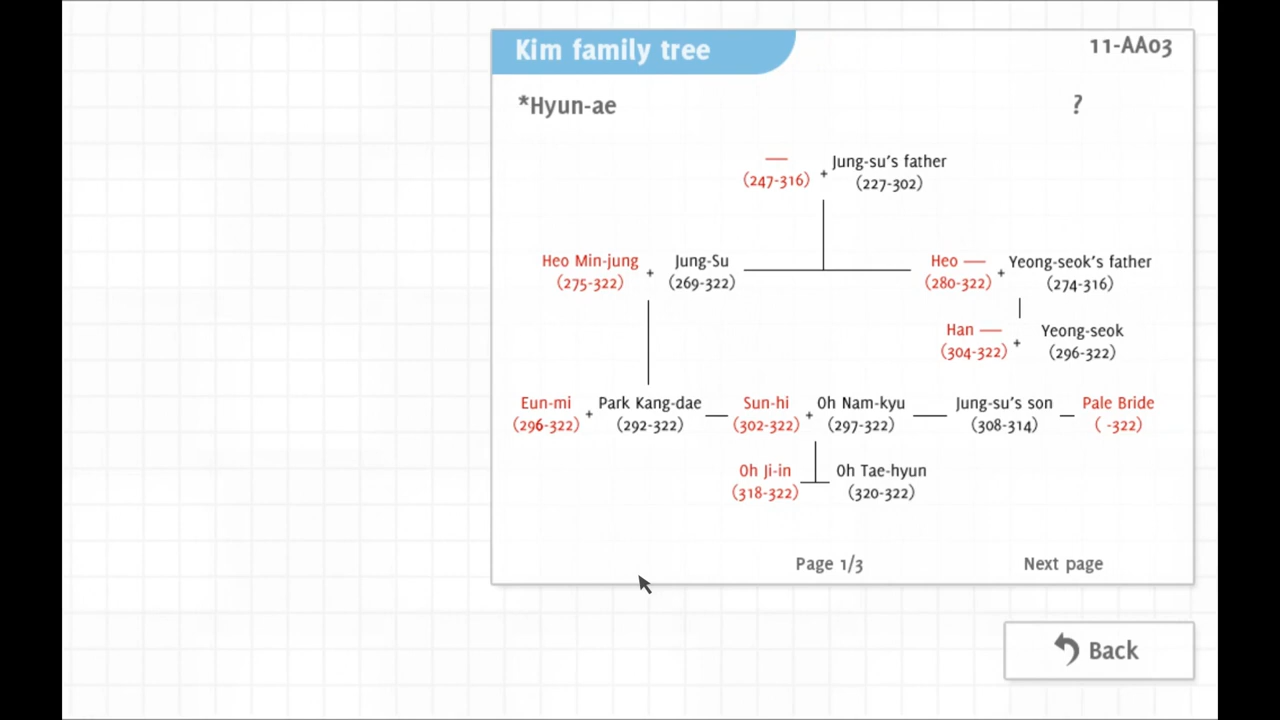 Kim family tree
11-AA03
*Hyun-ae
?
— + Jung-su's father
(247-316) (227-302)
Heo Min-jung + Jung-Su
(275-322) (269-322)
Heo — + Yeong-seok's father
(280-322) (274-316)
Han — + Yeong-seok
(304-322) (296-322)
Eun-mi + Park Kang-dae — Sun-hi + Oh Nam-kyu — Jung-su's son — Pale Bride
(296-322) (292-322) (302-322) (297-322) (308-314) ( -322)
Oh Ji-in Oh Tae-hyun
(318-322) (320-322)
Page 1/3
Next page
Back